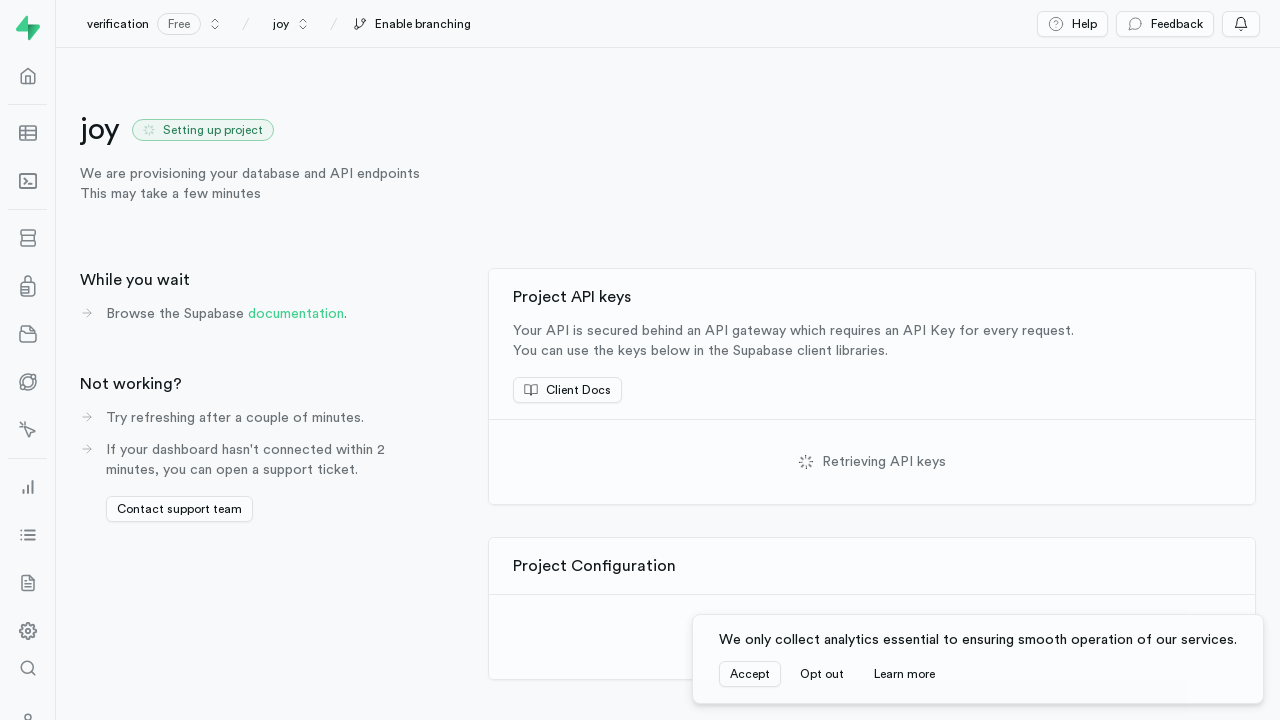 verification Free / joy / Enable branching
Help Feedback
joy Setting up project
We are provisioning your database and API endpoints
This may take a few minutes
While you wait
Browse the Supabase documentation.
Not working?
Try refreshing after a couple of minutes.
If your dashboard hasn't connected within 2
minutes, you can open a support ticket.
Contact support team
Project API keys
Your API is secured behind an API gateway which requires an API Key for every request.
You can use the keys below in the Supabase client libraries.
Client Docs
Retrieving API keys
Project Configuration
We only collect analytics essential to ensuring smooth operation of our services.
Accept Opt out Learn more